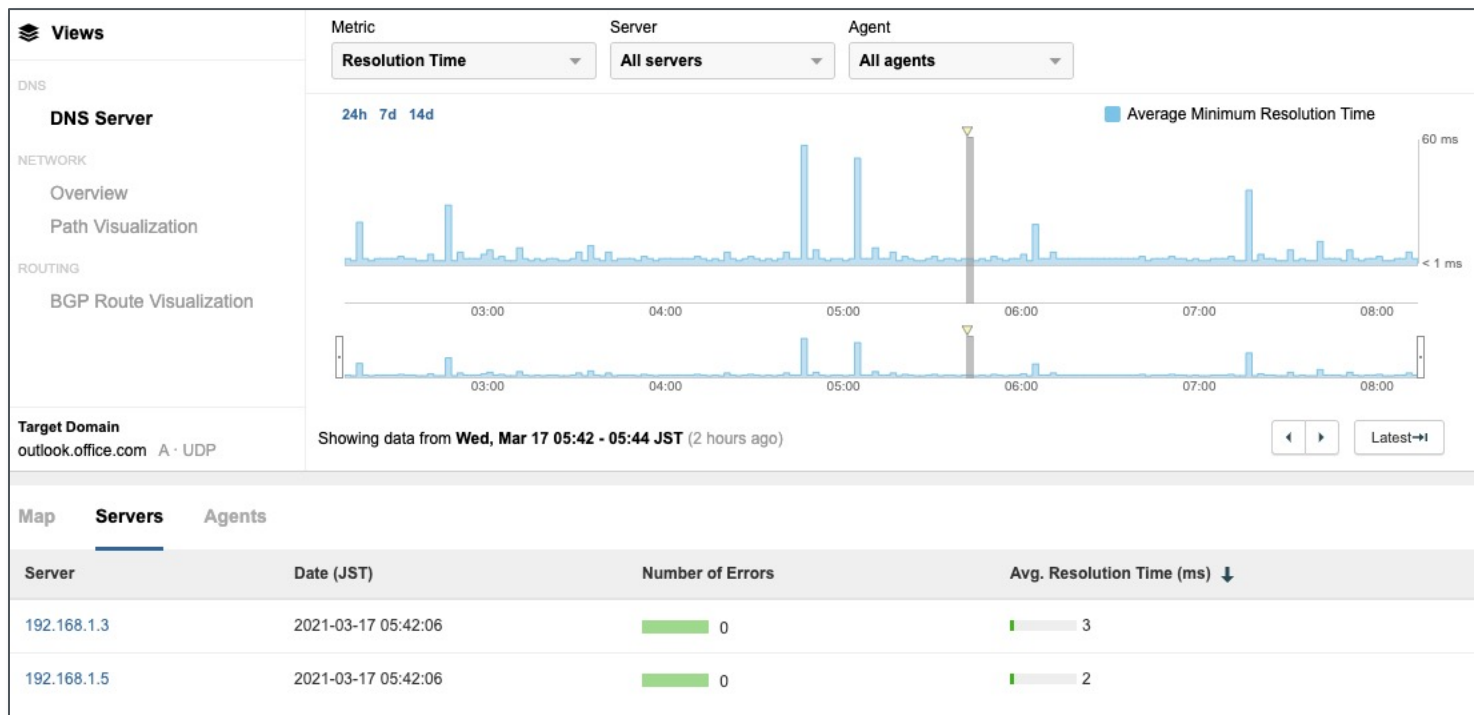 Views
DNS
DNS Server
NETWORK
Overview
Path Visualization
ROUTING
BGP Route Visualization
Target Domain
outlook.office.com A · UDP
Metric Server Agent
Resolution Time All servers All agents
24h 7d 14d Average Minimum Resolution Time
60 ms
< 1 ms
03:00 04:00 05:00 06:00 07:00 08:00
03:00 04:00 05:00 06:00 07:00 08:00
Showing data from Wed, Mar 17 05:42 - 05:44 JST (2 hours ago) Latest
Map Servers Agents
Server Date (JST) Number of Errors Avg. Resolution Time (ms)
192.168.1.3 2021-03-17 05:42:06 0 3
192.168.1.5 2021-03-17 05:42:06 0 2